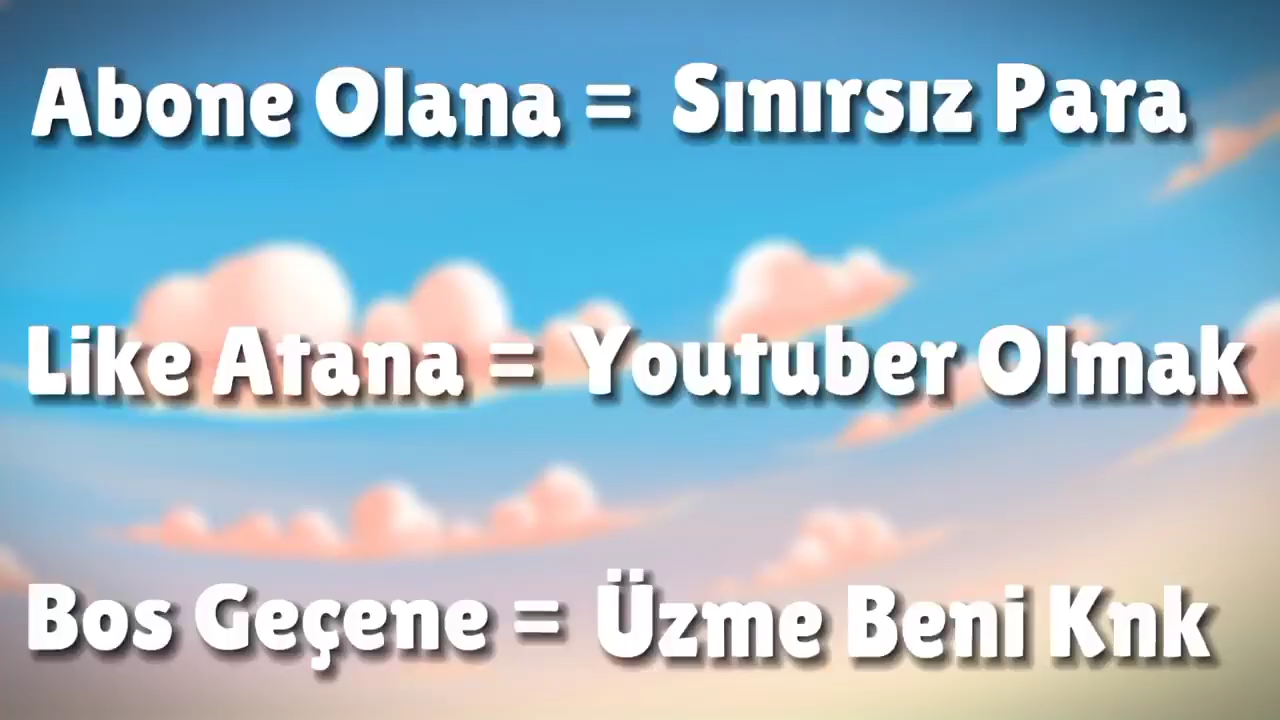 Abone Olana = Sınırsız Para
Like Atana = Youtuber Olmak
Bos Geçene = Üzme Beni Knk